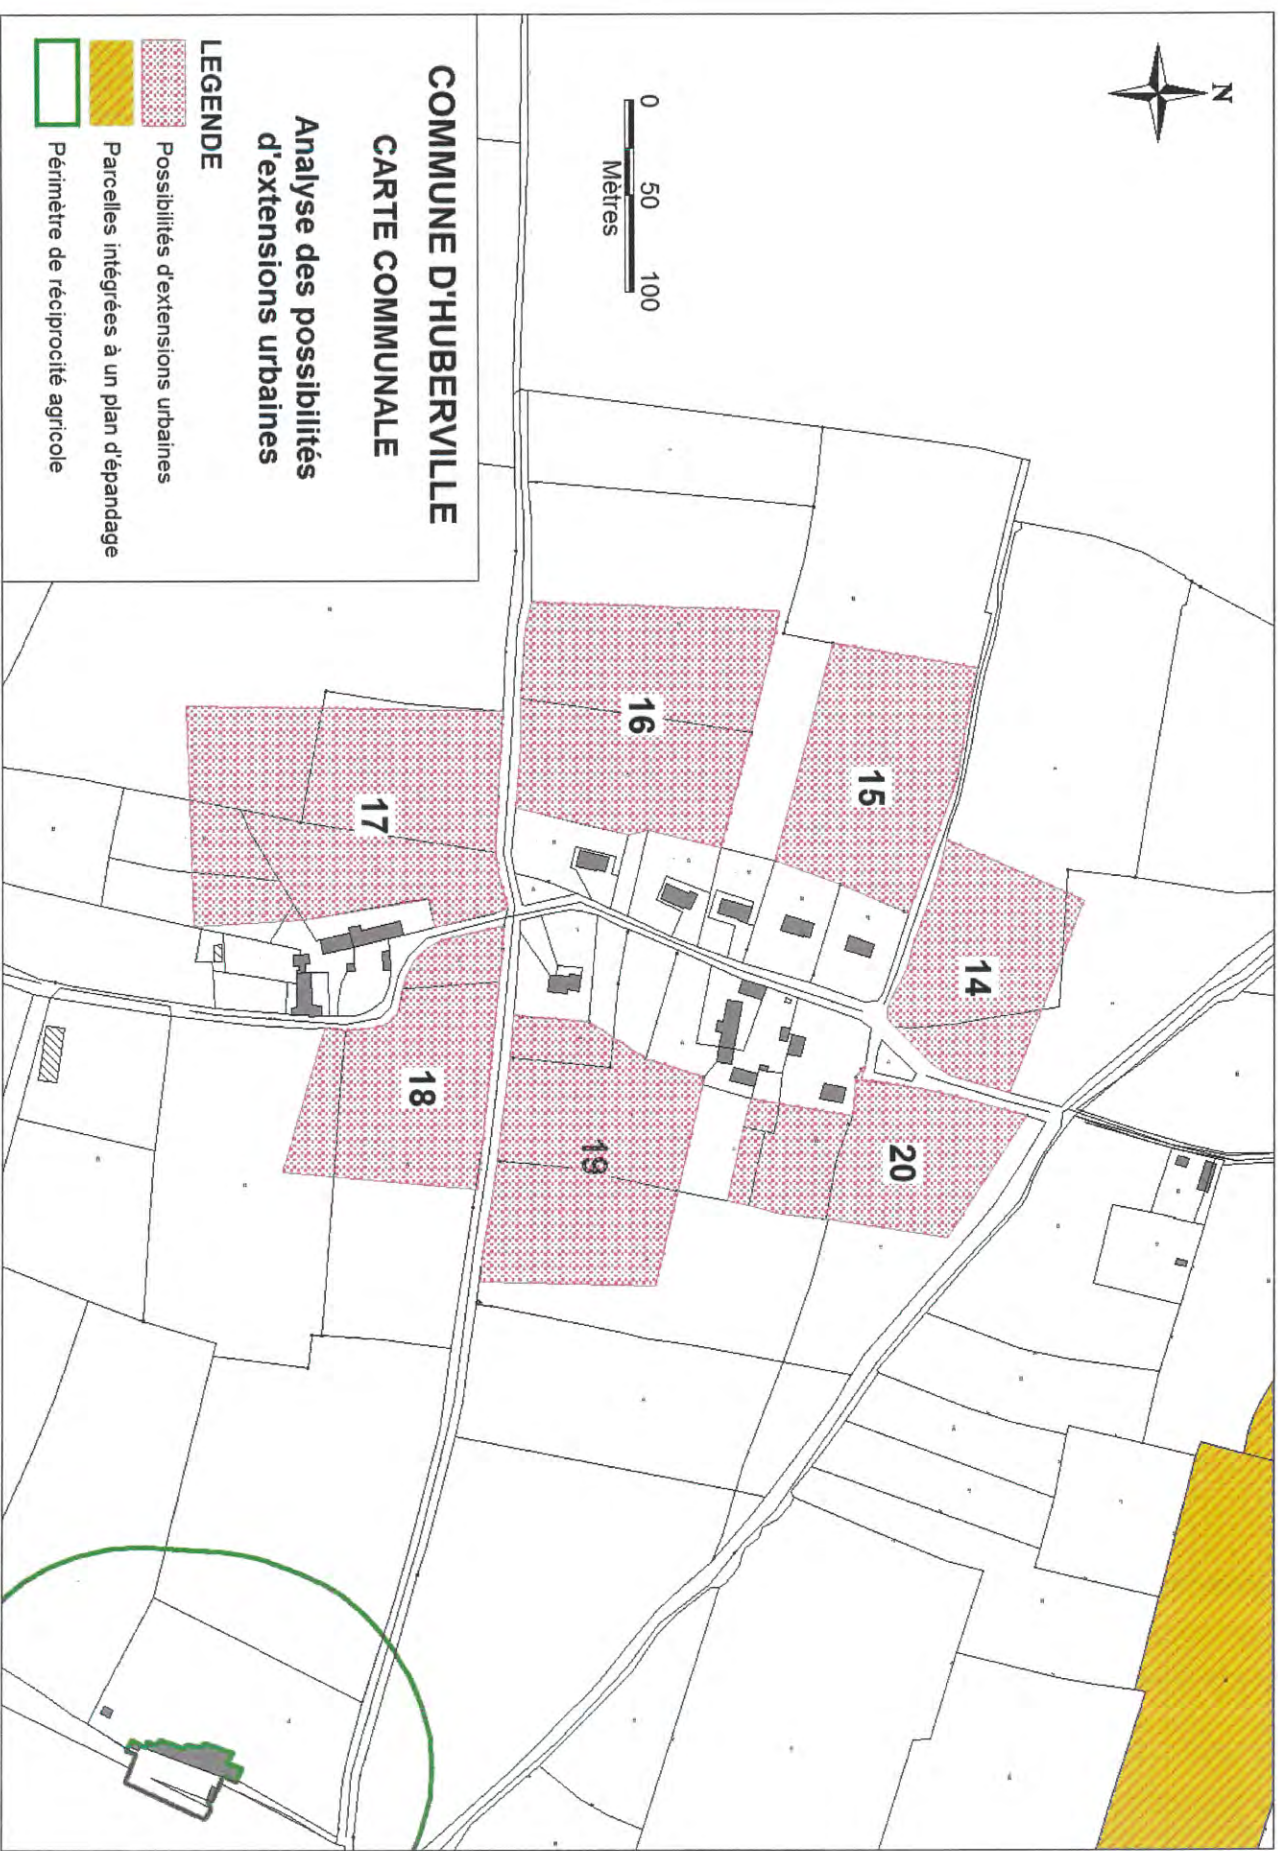 COMMUNE D'HUBERVILLE
CARTE COMMUNALE
Analyse des possibilités
d'extensions urbaines
LEGENDE
Possibilités d'extensions urbaines
Parcelles intégrées à un plan d'épandage
Périmètre de réciprocité agricole
N
0 50 100
Mètres
14
15
16
20
19
17
18